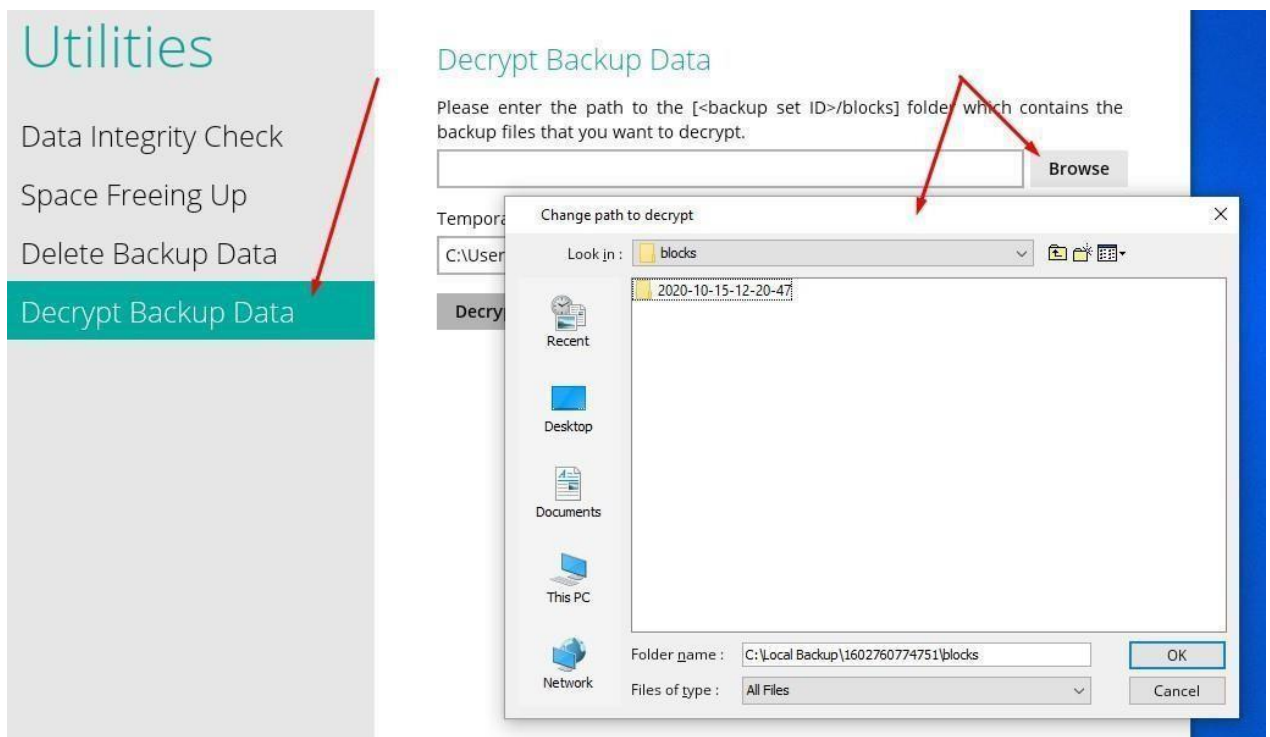 Utilities
Data Integrity Check
Space Freeing Up
Delete Backup Data
Decrypt Backup Data
Decrypt Backup Data
Please enter the path to the [<backup set ID>/blocks] folder which contains the
backup files that you want to decrypt.
Browse
Tempora
C:\User
Decry
Change path to decrypt
Look in :
blocks
2020-10-15-12-20-47
Recent
Desktop
Documents
This PC
Network
Folder name :
C:\Local Backup\1602760774751\blocks
OK
Files of type :
All Files
Cancel